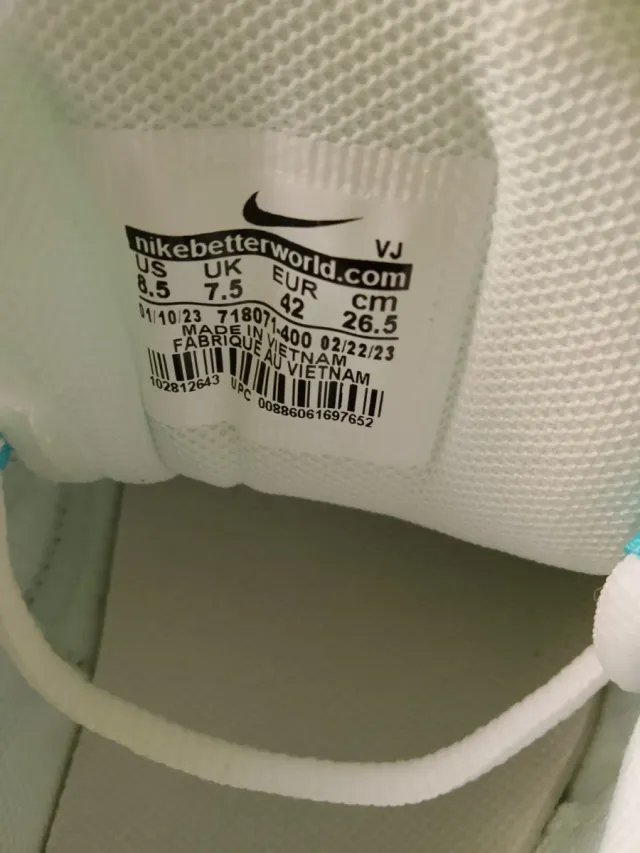 VJ
nikebetterworld.com
US UK EUR cm
8.5 7.5 42 26.5
01/10/23 718071-400 02/22/23
MADE IN VIETNAM
FABRIQUE AU VIETNAM
102812643 UPC 00886061697652